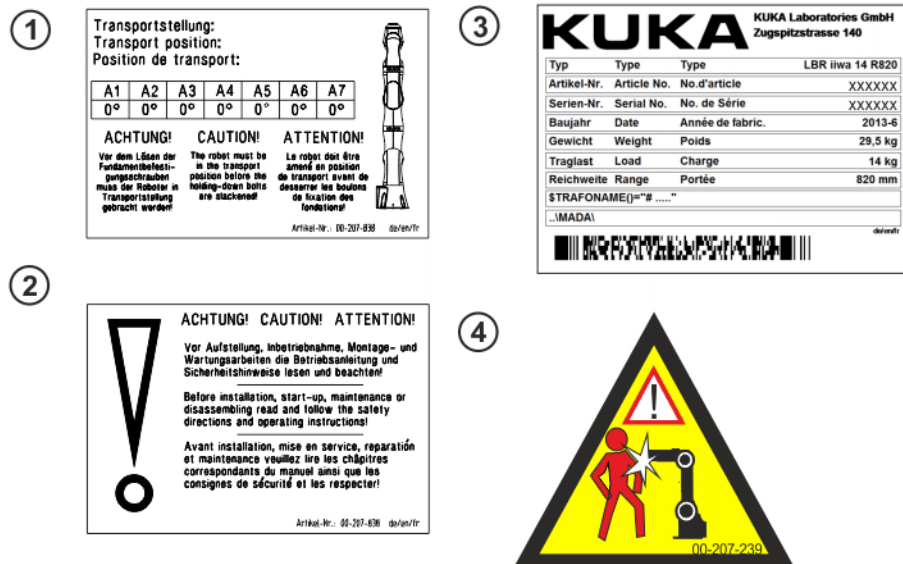 1
Transportstellung:
Transport position:
Position de transport:
A1 A2 A3 A4 A5 A6 A7
0° 0° 0° 0° 0° 0° 0°
ACHTUNG!
Vor dem Lösen der
Fundamentbefesti-
gungsschrauben
muss der Roboter in
Transportstellung
gebracht werden!
CAUTION!
The robot must be
in the transport
position before the
holding-down bolts
are slackened!
ATTENTION!
Le robot doit être
amené en position
de transport avant de
desserrer les boulons
de fixation des
fondations!
KUKA
KUKA
Artikel-Nr.: 00-207-838 de/en/fr
2
ACHTUNG! CAUTION! ATTENTION!
Vor Aufstellung, Inbetriebnahme, Montage- und
Wartungsarbeiten die Betriebsanleitung und
Sicherheitshinweise lesen und beachten!
Before installation, start-up, maintenance or
disassembling read and follow the safety
directions and operating instructions!
Avant installation, mise en service, reparatión
et maintenance veuillez lire les châpitres
correspondants du manuel ainsi que les
consignes de sécurité et les respecter!
Artikel-Nr.: 00-207-838 de/en/fr
3
KUKA
KUKA Laboratories GmbH
Zugspitzstrasse 140
Typ Type Type LBR iiwa 14 R820
Artikel-Nr. Article No. No.d'article XXXXXX
Serien-Nr. Serial No. No. de Série XXXXXX
Baujahr Date Année de fabric. 2013-6
Gewicht Weight Poids 29,5 kg
Traglast Load Charge 14 kg
Reichweite Range Portée 820 mm
$TRAFONAME()="# ....."
..\MADA\
de/en/fr
4
!
00-207-239